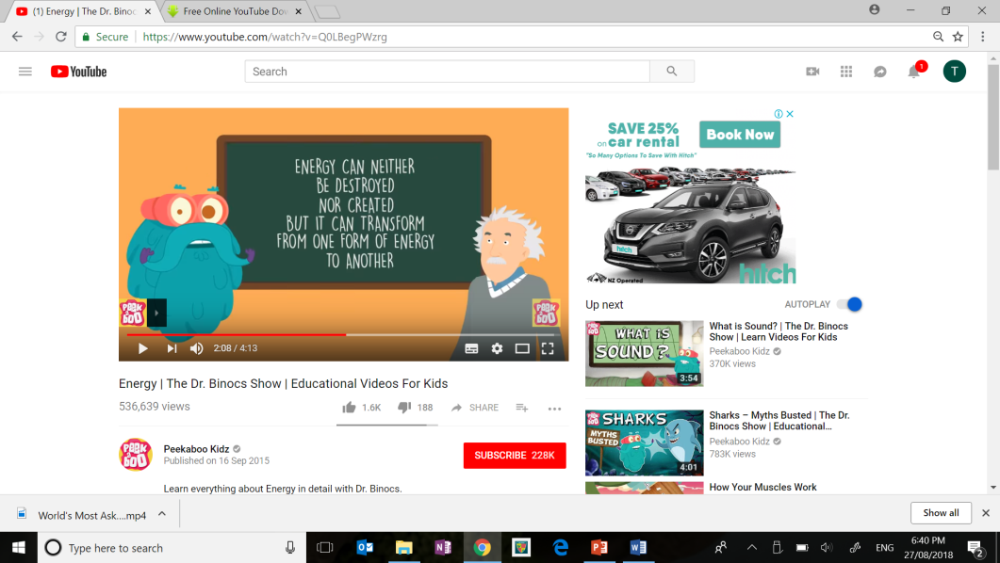 (1) Energy | The Dr. Binoc
Free Online YouTube Dow
Secure
https://www.youtube.com/watch?v=Q0LBegPWzrg
YouTube
Search
1
T
ENERGY CAN NEITHER
BE DESTROYED
NOR CREATED
BUT IT CAN TRANSFORM
FROM ONE FORM OF ENERGY
TO ANOTHER
PEEK A BOO
PEEK A BOO
2:08 / 4:13
SAVE 25%
on car rental
Book Now
"So Many Options To Save With Hitch"
hitch
NZ Operated
hitch
Energy | The Dr. Binocs Show | Educational Videos For Kids
536,639 views
1.6K
188
SHARE
PEEK A BOO
Peekaboo Kidz
Published on 16 Sep 2015
SUBSCRIBE 228K
Learn everything about Energy in detail with Dr. Binocs.
Up next
AUTOPLAY
WHAT IS
SOUND?
3:54
What is Sound? | The Dr. Binocs
Show | Learn Videos For Kids
Peekaboo Kidz
370K views
SHARKS
MYTHS
BUSTED
4:01
Sharks – Myths Busted | The Dr.
Binocs Show | Educational...
Peekaboo Kidz
783K views
How Your Muscles Work
World's Most Ask....mp4
Show all
Type here to search
ENG
6:40 PM
27/08/2018
2